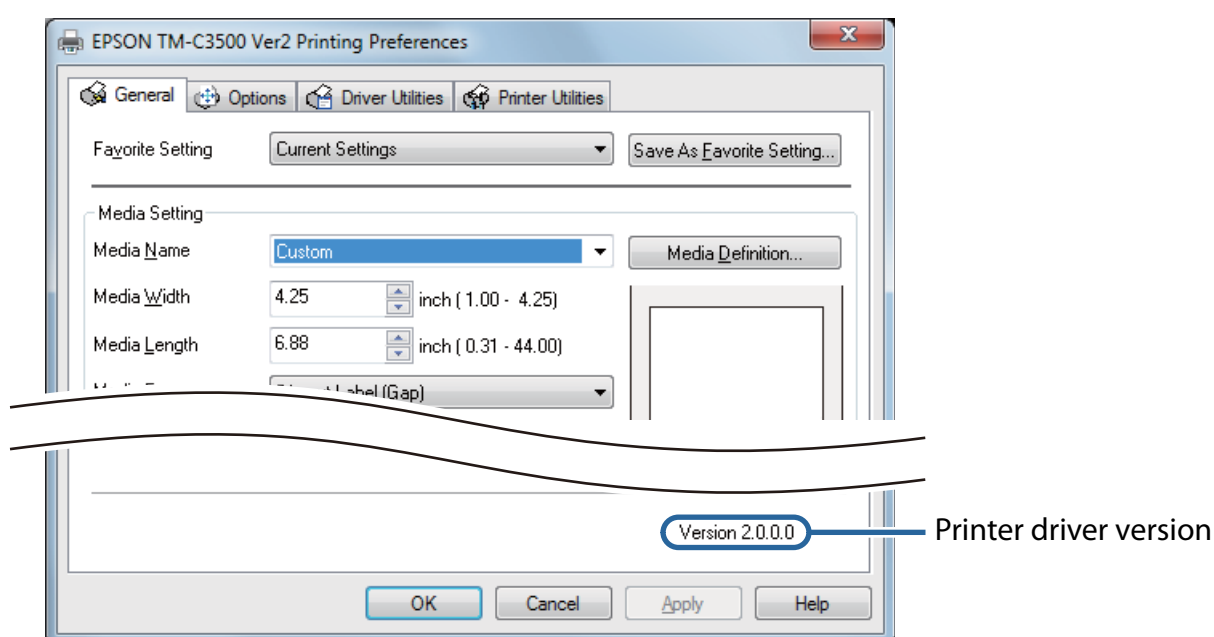 EPSON TM-C3500 Ver2 Printing Preferences
General Options Driver Utilities Printer Utilities
Favorite Setting Current Settings Save As Favorite Setting...
Media Setting
Media Name Custom Media Definition...
Media Width 4.25 inch ( 1.00 - 4.25)
Media Length 6.88 inch ( 0.31 - 44.00)
(Gap)
Version 2.0.0.0 Printer driver version
OK Cancel Apply Help